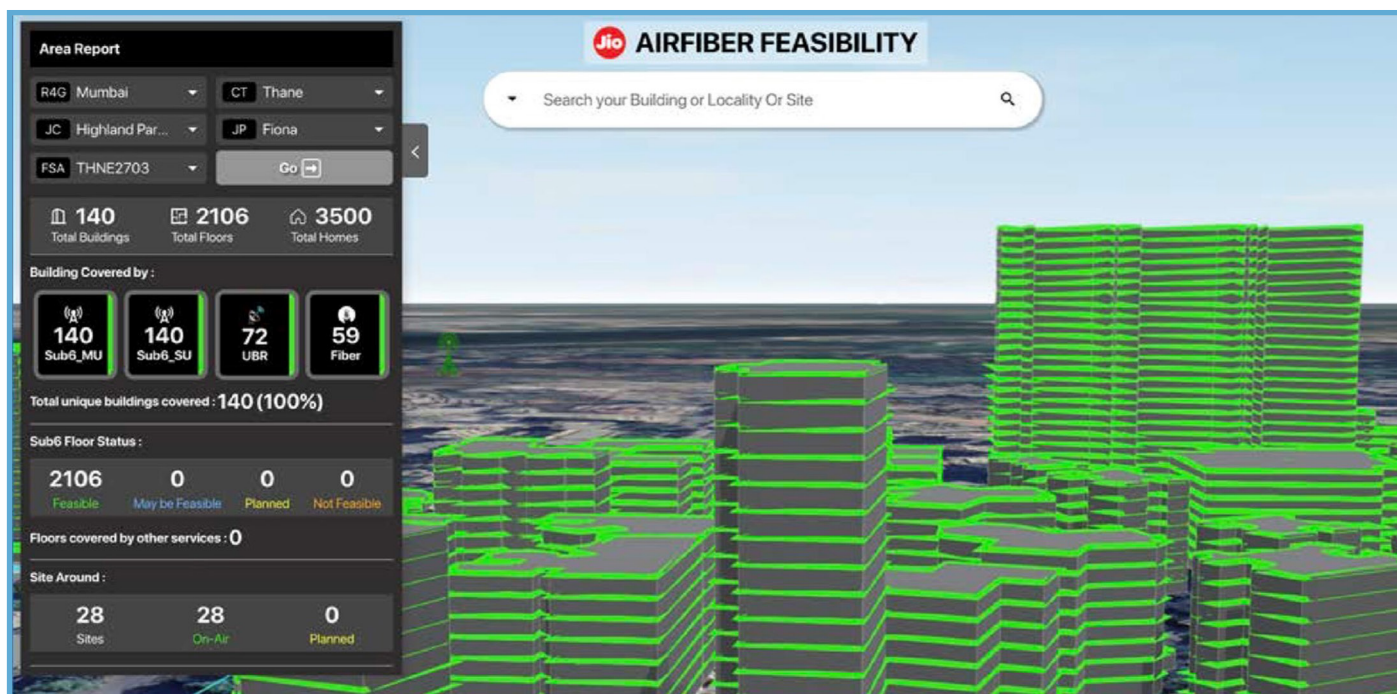 Area Report
Jio AIRFIBER FEASIBILITY
Search your Building or Locality Or Site
R4G Mumbai
CT Thane
JC Highland Par...
JP Fiona
FSA THNE2703
Go
140 2106 3500
Total Buildings Total Floors Total Homes
Building Covered by :
140 140 72 59
Sub6_MU Sub6_SU UBR Fiber
Total unique buildings covered : 140 (100%)
Sub6 Floor Status :
2106 0 0 0
Feasible May be Feasible Planned Not Feasible
Floors covered by other services : 0
Site Around :
28 28 0
Sites On-Air Planned